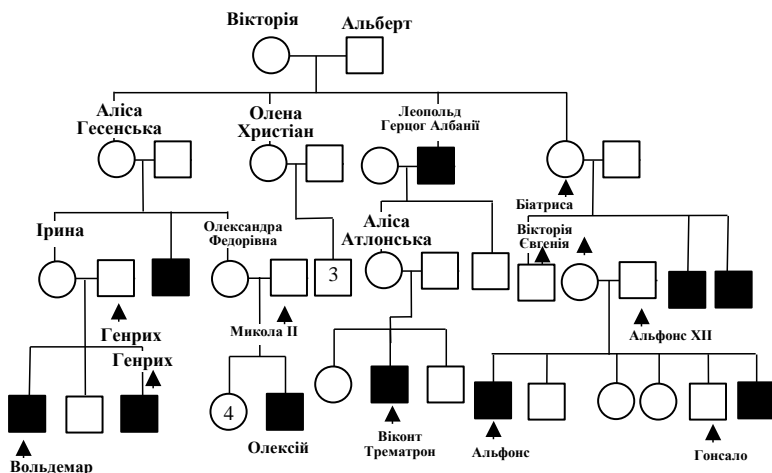 Вікторія
Альберт
Аліса
Гесенська
Олена
Христіан
Леопольд
Герцог Албанії
Біатриса
Ірина
Олександра
Федорівна
Аліса
Атлонська
Вікторія
Євгенія
3
Генрих
Микола II
Альфонс XII
Генрих
4
Вольдемар
Олексій
Віконт
Трематрон
Альфонс
Гонсало